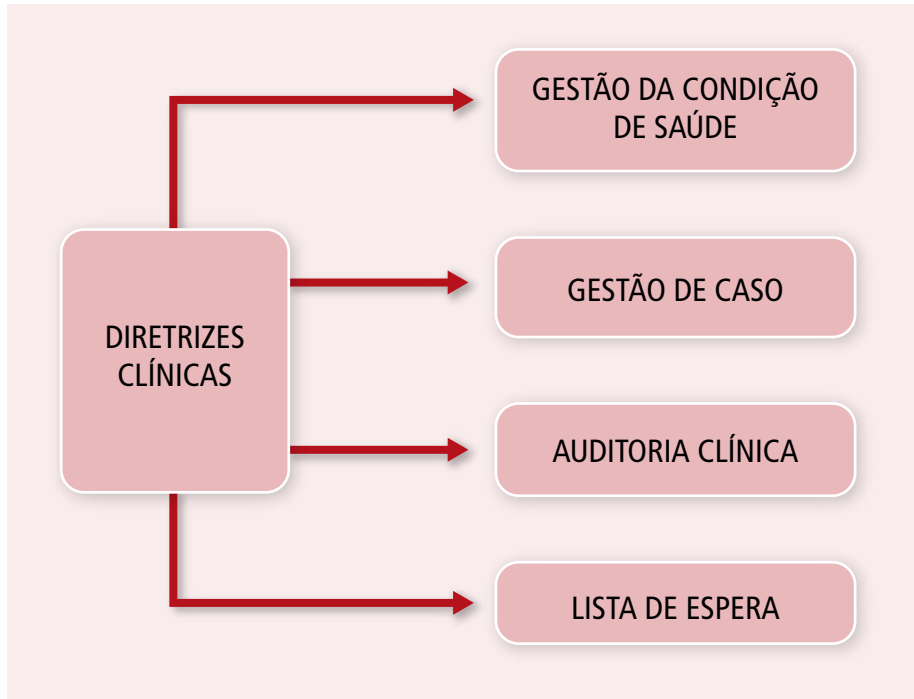 GESTÃO DA CONDIÇÃO
DE SAÚDE
GESTÃO DE CASO
DIRETRIZES
CLÍNICAS
AUDITORIA CLÍNICA
LISTA DE ESPERA